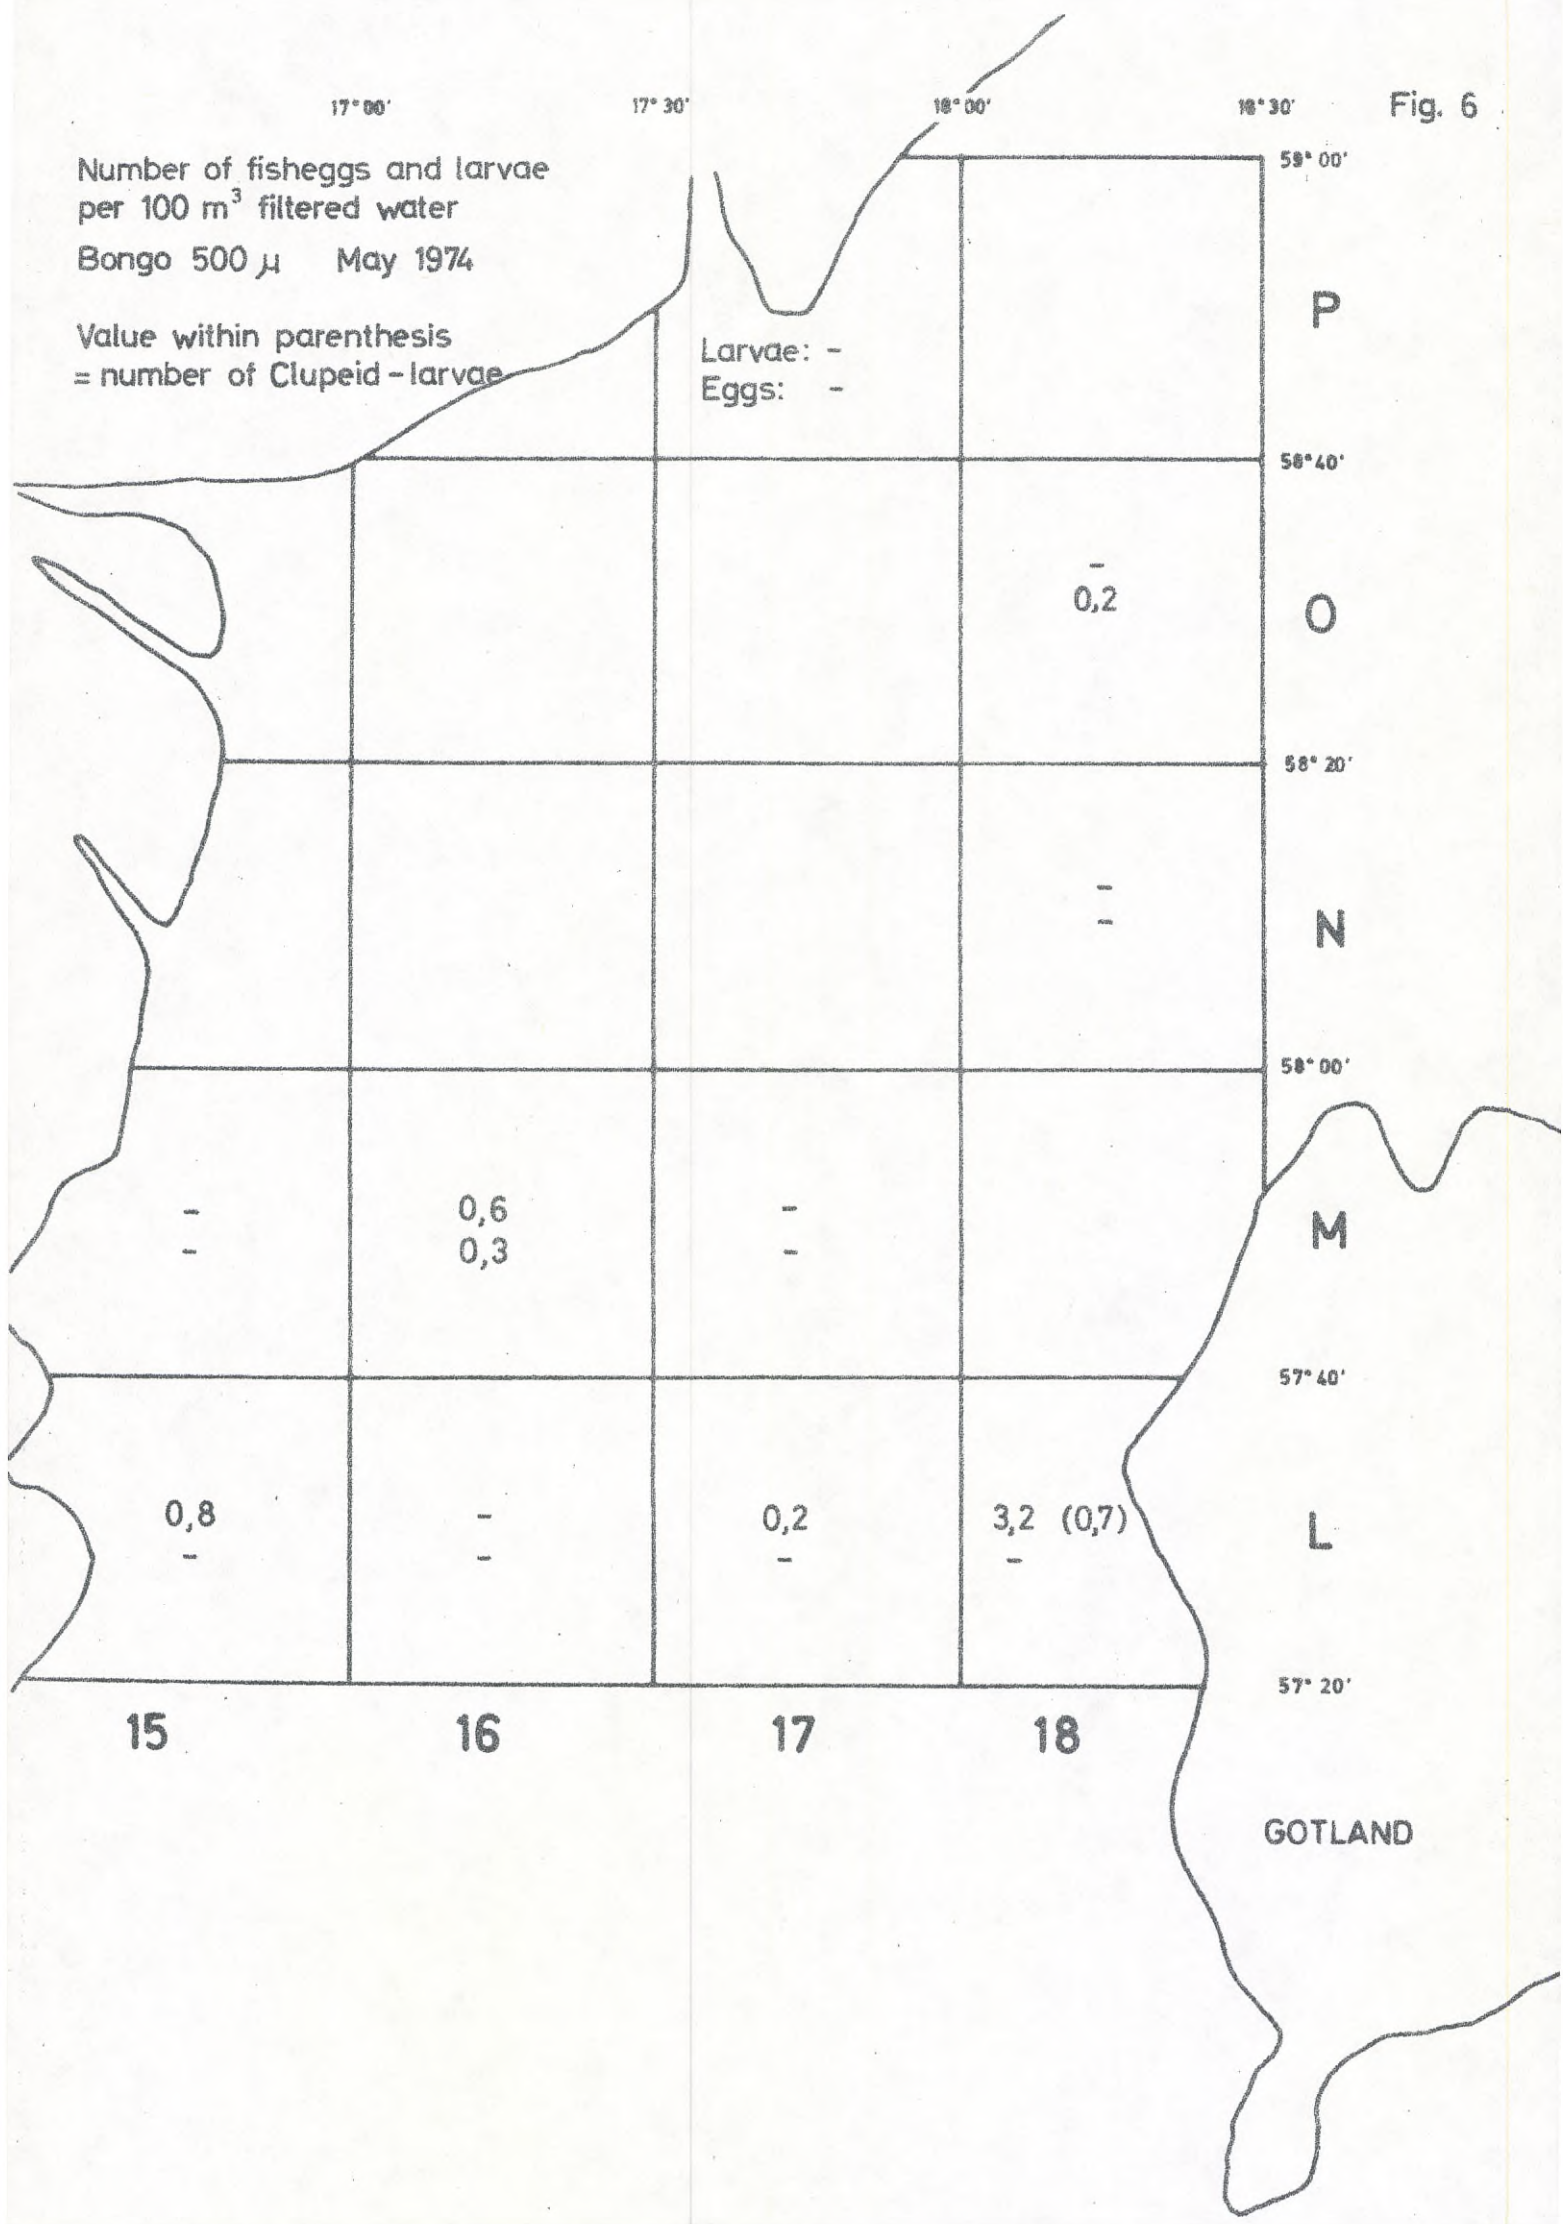 17°00' 17°30' 18°00' 18°30' Fig. 6
Number of fisheggs and larvae
per 100 m³ filtered water
Bongo 500 µ May 1974
Value within parenthesis
= number of Clupeid-larvae
59°00'
P
Larvae: -
Eggs: -
58°40'
-
0,2
O
58°20'
-
-
N
58°00'
- 0,6 - M
- 0,3 -
57°40'
0,8 - 0,2 3,2 (0,7) L
- - - -
57°20'
15 16 17 18
GOTLAND